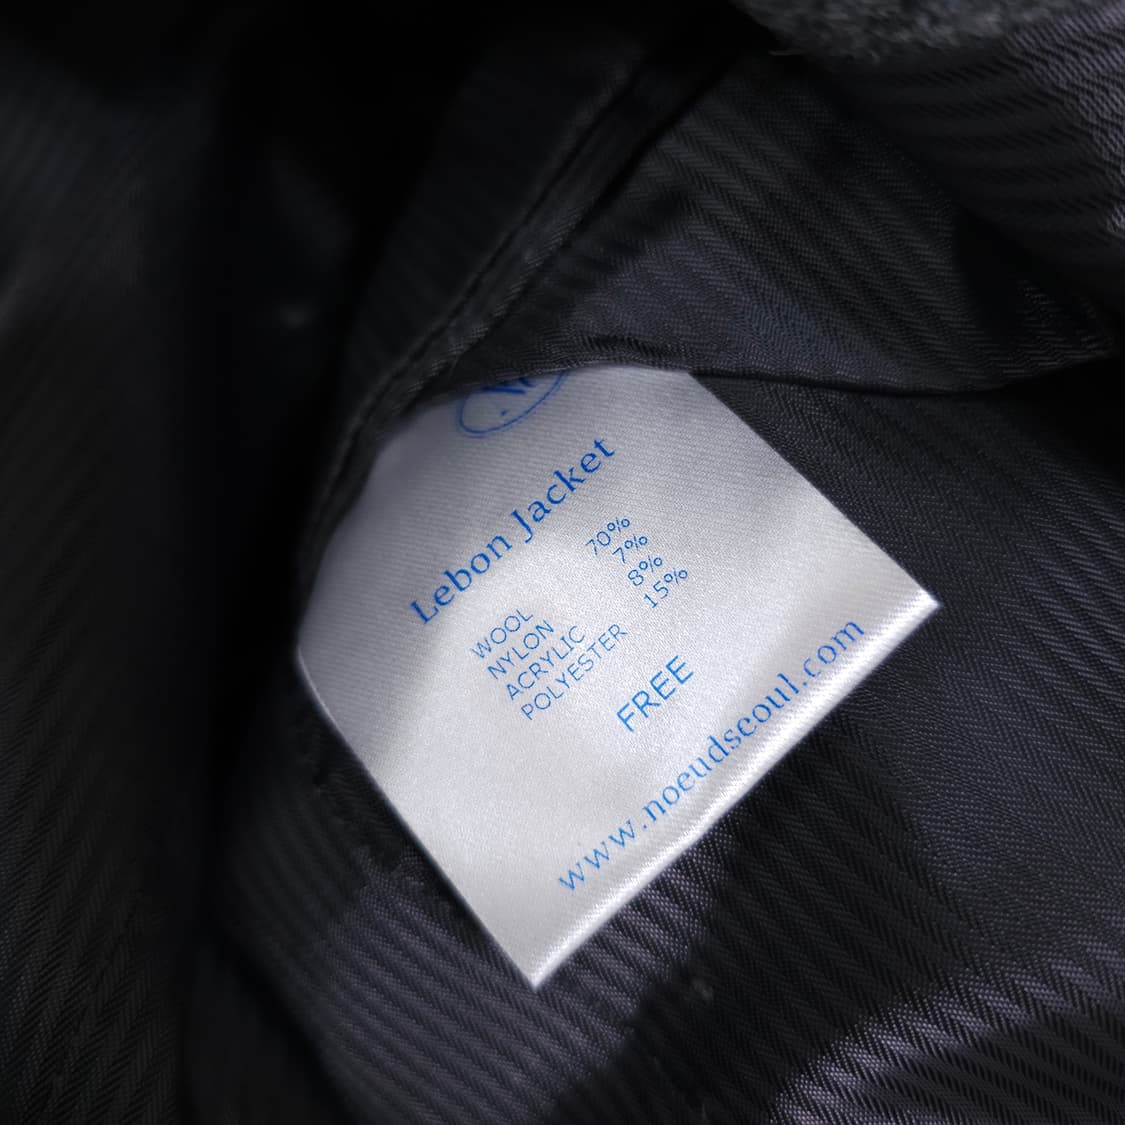 Lebon Jacket
WOOL 70%
NYLON 7%
ACRYLIC 8%
POLYESTER 15%
FREE
www.noeudseoul.com